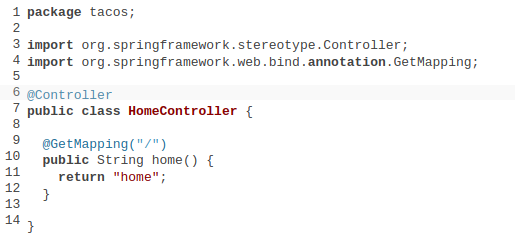 1 package tacos;
2
3 import org.springframework.stereotype.Controller;
4 import org.springframework.web.bind.annotation.GetMapping;
5
6 @Controller
7 public class HomeController {
8
9   @GetMapping("/")
10   public String home() {
11     return "home";
12   }
13
14 }